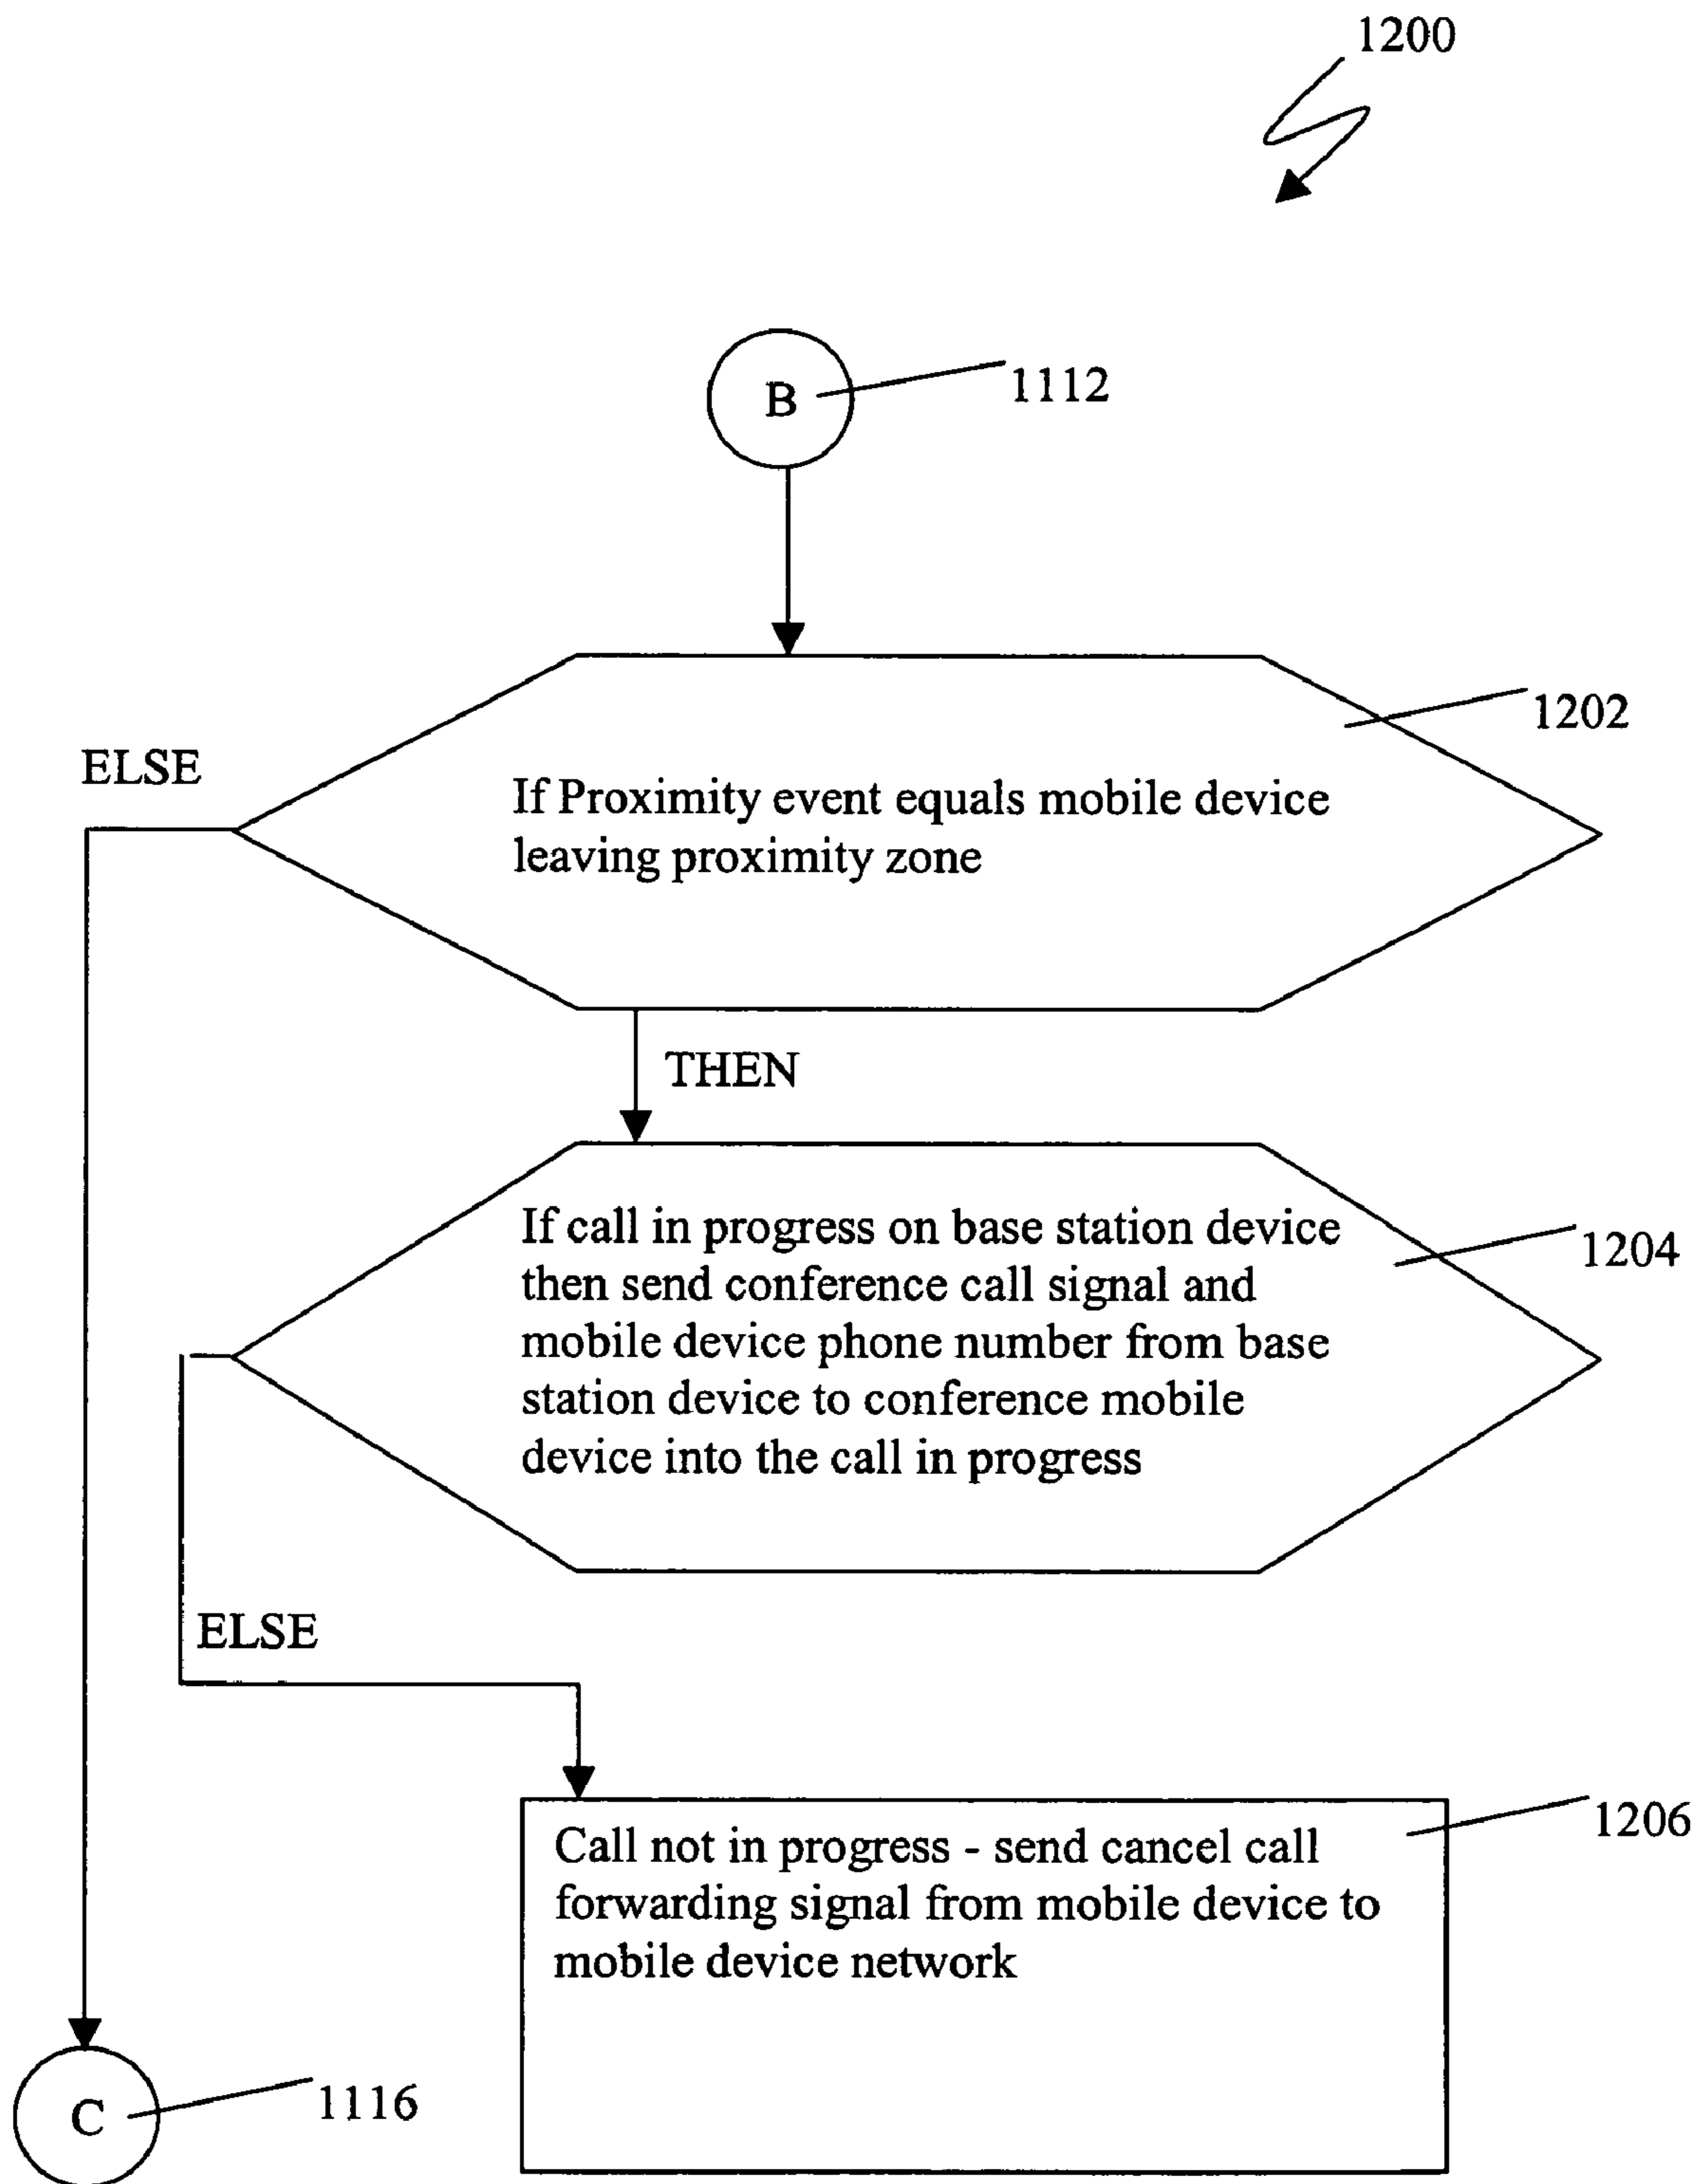 1200
B
1112
1202
ELSE
If Proximity event equals mobile device
leaving proximity zone
THEN
If call in progress on base station device
then send conference call signal and
mobile device phone number from base
station device to conference mobile
device into the call in progress
1204
ELSE
1206
Call not in progress - send cancel call
forwarding signal from mobile device to
mobile device network
C
1116